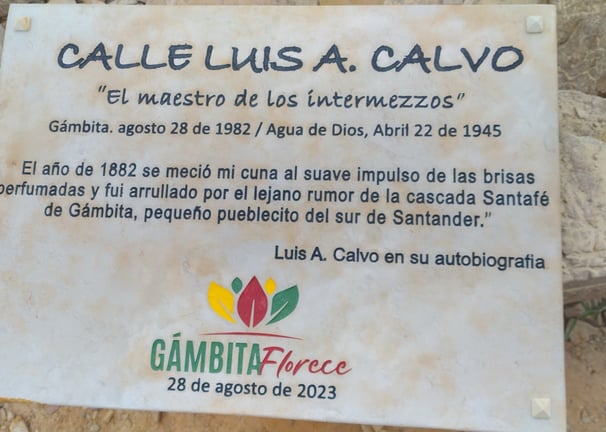 CALLE LUIS A. CALVO
"El maestro de los intermezzos"
Gámbita. agosto 28 de 1982 / Agua de Dios, Abril 22 de 1945
El año de 1882 se meció mi cuna al suave impulso de las brisas
perfumadas y fui arrullado por el lejano rumor de la cascada Santafé
de Gámbita, pequeño pueblecito del sur de Santander."
Luis A. Calvo en su autobiografia
GÁMBITA Florece
28 de agosto de 2023